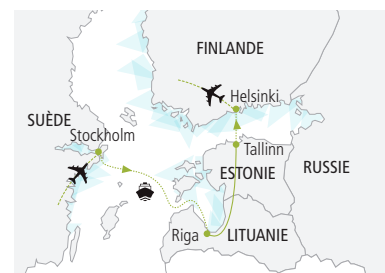 FINLANDE
Helsinki
SUÈDE
Stockholm
Tallinn
ESTONIE
RUSSIE
Riga
LITUANIE